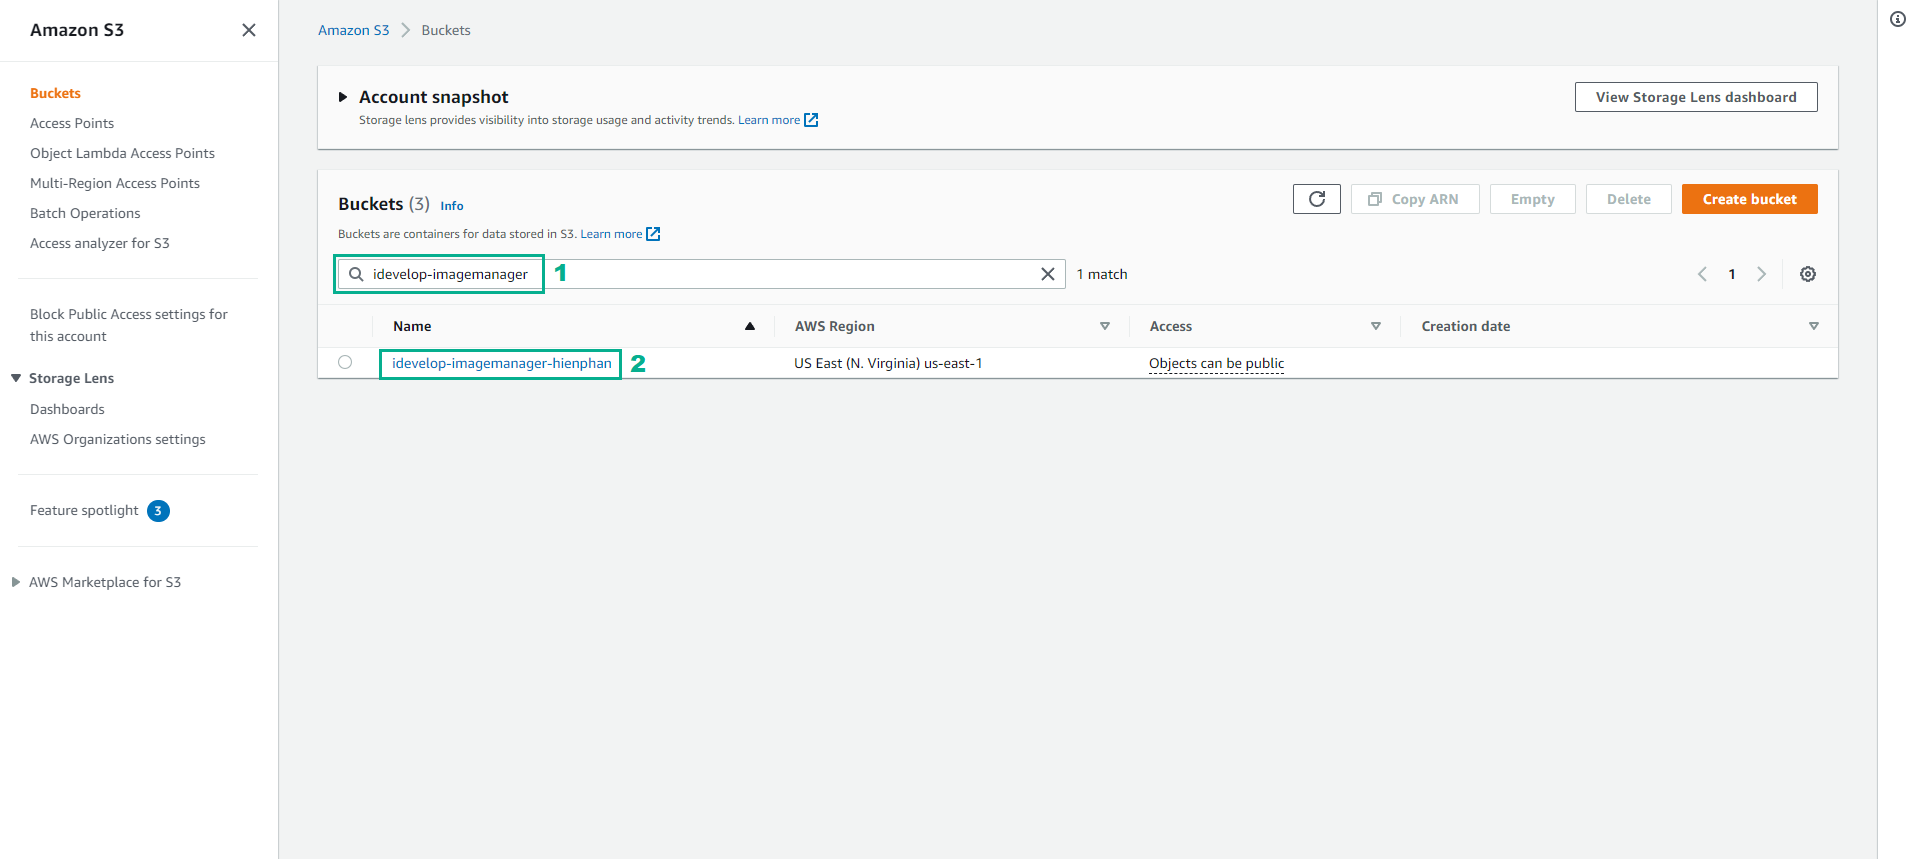 Amazon S3
Buckets
Access Points
Object Lambda Access Points
Multi-Region Access Points
Batch Operations
Access analyzer for S3
Block Public Access settings for
this account
Storage Lens
Dashboards
AWS Organizations settings
Feature spotlight 3
AWS Marketplace for S3
Amazon S3 Buckets
Account snapshot
View Storage Lens dashboard
Storage lens provides visibility into storage usage and activity trends. Learn more
Buckets (3) Info
Copy ARN Empty Delete Create bucket
Buckets are containers for data stored in S3. Learn more
idevelop-imagemanager 1 1 match 1
Name AWS Region Access Creation date
idevelop-imagemanager-hienphan 2 US East (N. Virginia) us-east-1 Objects can be public